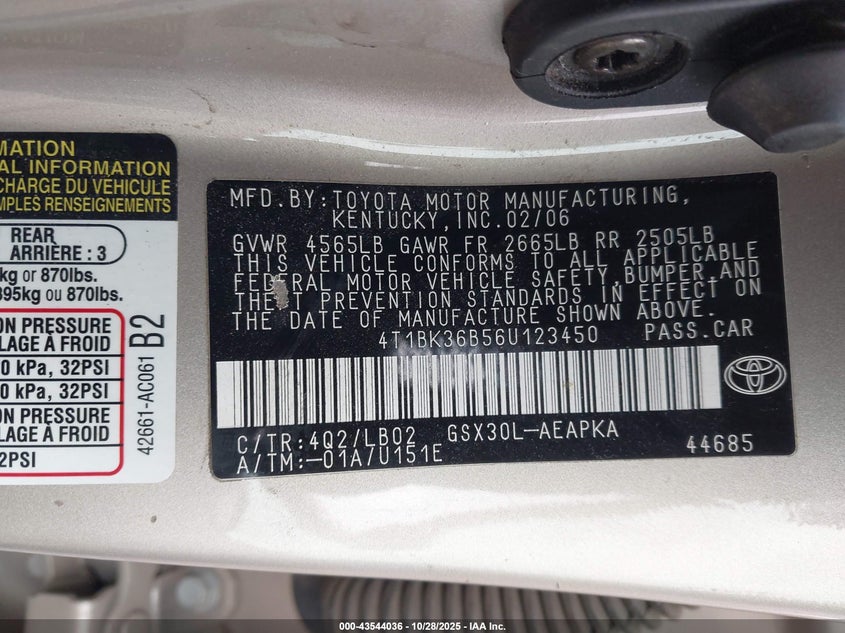 MATION
AL INFORMATION
CHARGE DU VÉHICULE
MPLES RENSEIGNEMENTS
REAR
ARRIÈRE : 3
kg or 870lbs.
395kg ou 870lbs.
ON PRESSURE
LAGE À FROID
0 kPa, 32PSI
0 kPa, 32PSI
ON PRESSURE
LAGE À FROID
2PSI
42661-AC061 B2
MFD.BY:TOYOTA MOTOR MANUFACTURING,
KENTUCKY,INC.02/06
GVWR 4565LB GAWR FR 2665LB RR 2505LB
THIS VEHICLE CONFORMS TO ALL APPLICABLE
FEDERAL MOTOR VEHICLE SAFETY,BUMPER,AND
THEFT PREVENTION STANDARDS IN EFFECT ON
THE DATE OF MANUFACTURE SHOWN ABOVE.
4T1BK36B56U123450 PASS.CAR
C/TR:4Q2/LB02 GSX30L-AEAPKA
A/TM:-01A/U151E 44685
000-43544036 | 10/28/2025 | IAA Inc.